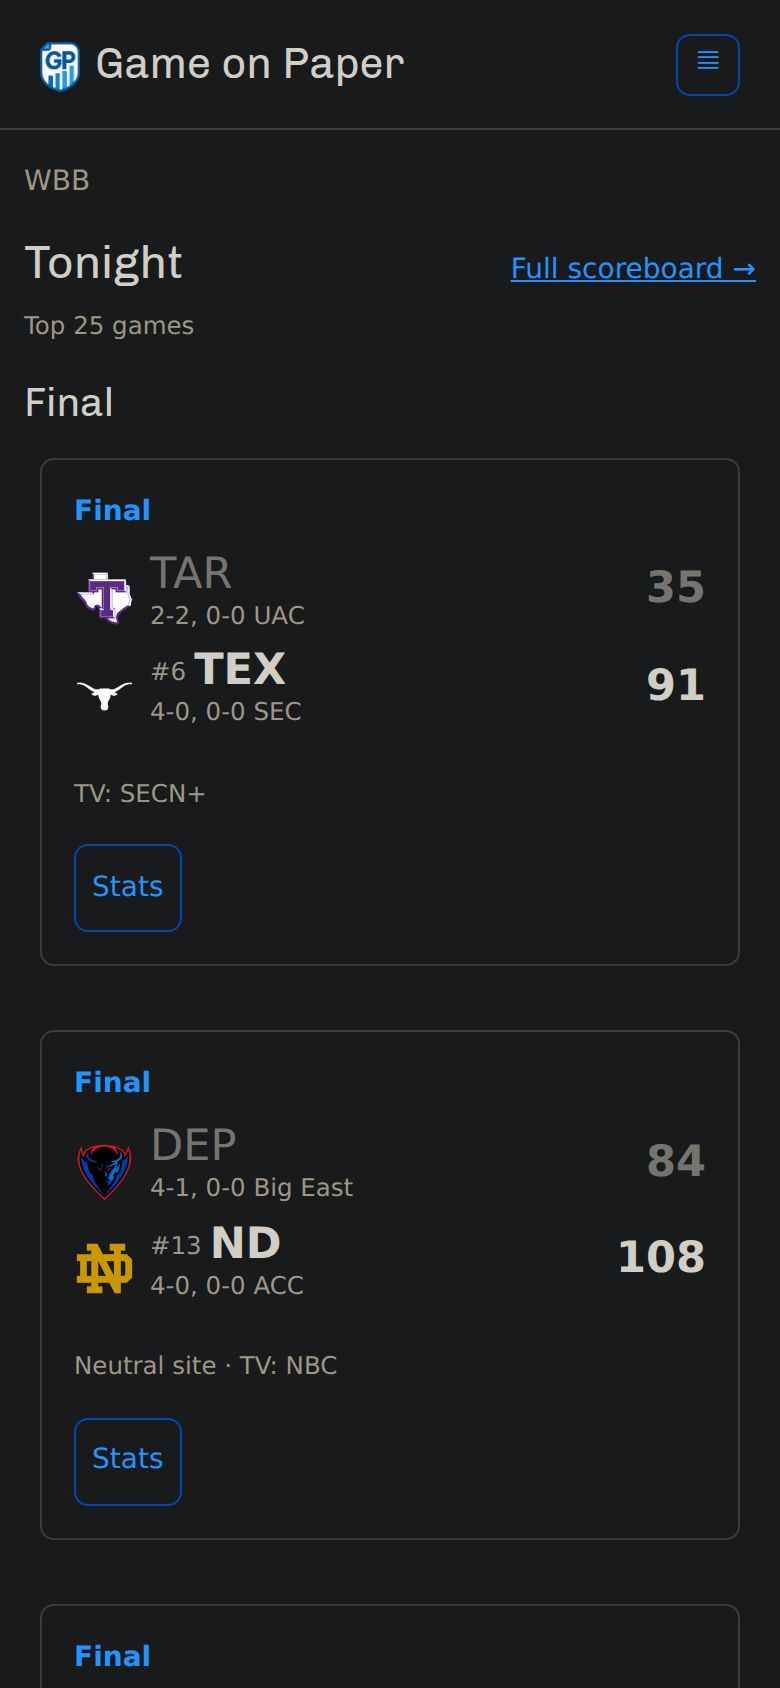 GP
Game on Paper
WBB
Tonight
Full scoreboard →
Top 25 games
Final
Final
TAR
35
2-2, 0-0 UAC
#6 TEX
91
4-0, 0-0 SEC
TV: SECN+
Stats
Final
DEP
84
4-1, 0-0 Big East
#13 ND
108
4-0, 0-0 ACC
Neutral site · TV: NBC
Stats
Final